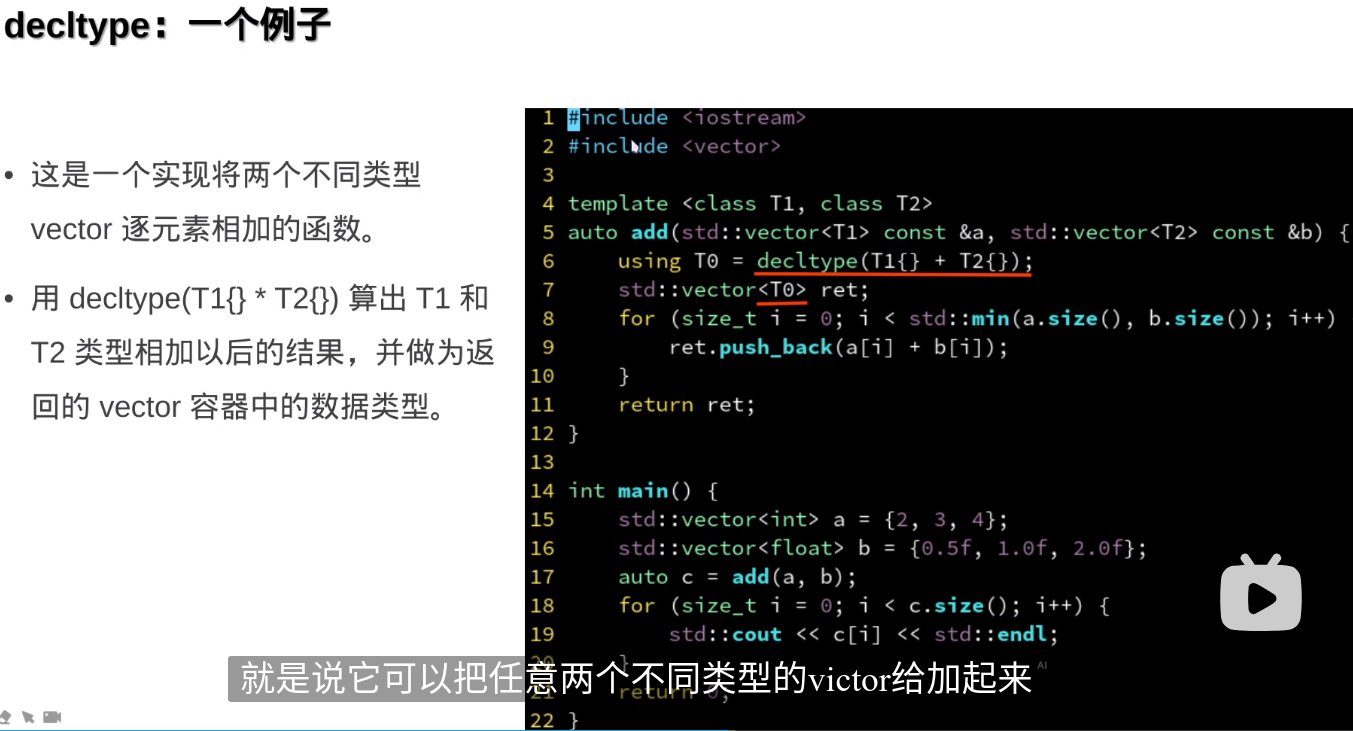 decltype：一个例子
• 这是一个实现将两个不同类型
vector 逐元素相加的函数。
• 用 decltype(T1{} * T2{}) 算出 T1 和
T2 类型相加以后的结果，并做为返
回的 vector 容器中的数据类型。
1 #include <iostream>
2 #include <vector>
3
4 template <class T1, class T2>
5 auto add(std::vector<T1> const &a, std::vector<T2> const &b) {
6     using T0 = decltype(T1{} + T2{});
7     std::vector<T0> ret;
8     for (size_t i = 0; i < std::min(a.size(), b.size()); i++)
9         ret.push_back(a[i] + b[i]);
10     }
11     return ret;
12 }
13
14 int main() {
15     std::vector<int> a = {2, 3, 4};
16     std::vector<float> b = {0.5f, 1.0f, 2.0f};
17     auto c = add(a, b);
18     for (size_t i = 0; i < c.size(); i++) {
19         std::cout << c[i] << std::endl;
20     }
21     return 0;
22 }
就是说它可以把任意两个不同类型的victor给加起来
AI